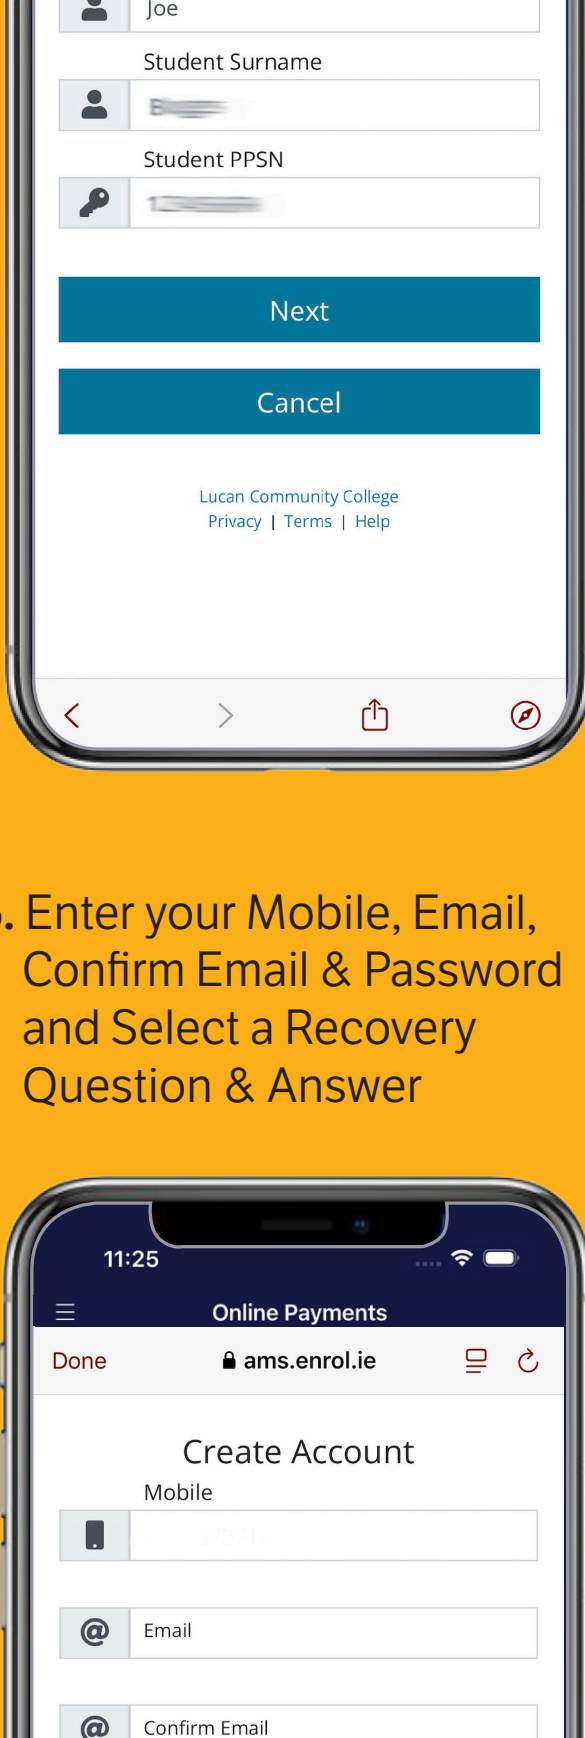 Joe
Student Surname
Student PPSN
Next
Cancel
Lucan Community College
Privacy | Terms | Help
. Enter your Mobile, Email,
Confirm Email & Password
and Select a Recovery
Question & Answer
11:25
Online Payments
Done ams.enrol.ie
Create Account
Mobile
Email
Confirm Email